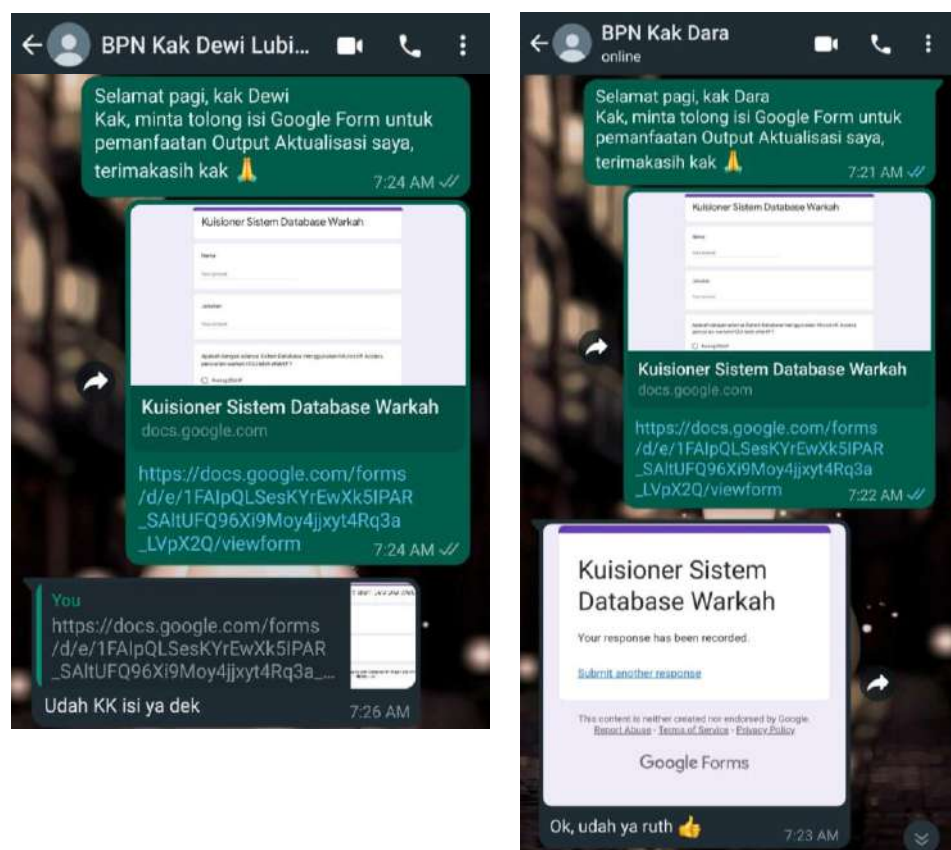 BPN Kak Dewi Lubi...
Selamat pagi, kak Dewi
Kak, minta tolong isi Google Form untuk
pemanfaatan Output Aktualisasi saya,
terimakasih kak 🙏
7:24 AM
Kuisioner Sistem Database Warkah
Nama
Jabatan
Kuisioner Sistem Database Warkah
docs.google.com
https://docs.google.com/forms
/d/e/1FAIpQLSesKYrEwXk5IPAR
_SAltUFQ96Xi9Moy4jjxyt4Rq3a
_LVpX2Q/viewform
7:24 AM
You
https://docs.google.com/forms
/d/e/1FAIpQLSesKYrEwXk5IPAR
_SAltUFQ96Xi9Moy4jjxyt4Rq3a_...
Udah KK isi ya dek
7:26 AM
BPN Kak Dara
online
Selamat pagi, kak Dara
Kak, minta tolong isi Google Form untuk
pemanfaatan Output Aktualisasi saya,
terimakasih kak 🙏
7:21 AM
Kuisioner Sistem Database Warkah
Nama
Jabatan
Kuisioner Sistem Database Warkah
docs.google.com
https://docs.google.com/forms
/d/e/1FAIpQLSesKYrEwXk5IPAR
_SAltUFQ96Xi9Moy4jjxyt4Rq3a
_LVpX2Q/viewform
7:22 AM
Kuisioner Sistem
Database Warkah
Your response has been recorded.
Submit another response
This content is neither created nor endorsed by Google.
Report Abuse - Terms of Service - Privacy Policy
Google Forms
Ok, udah ya ruth 👍
7:23 AM